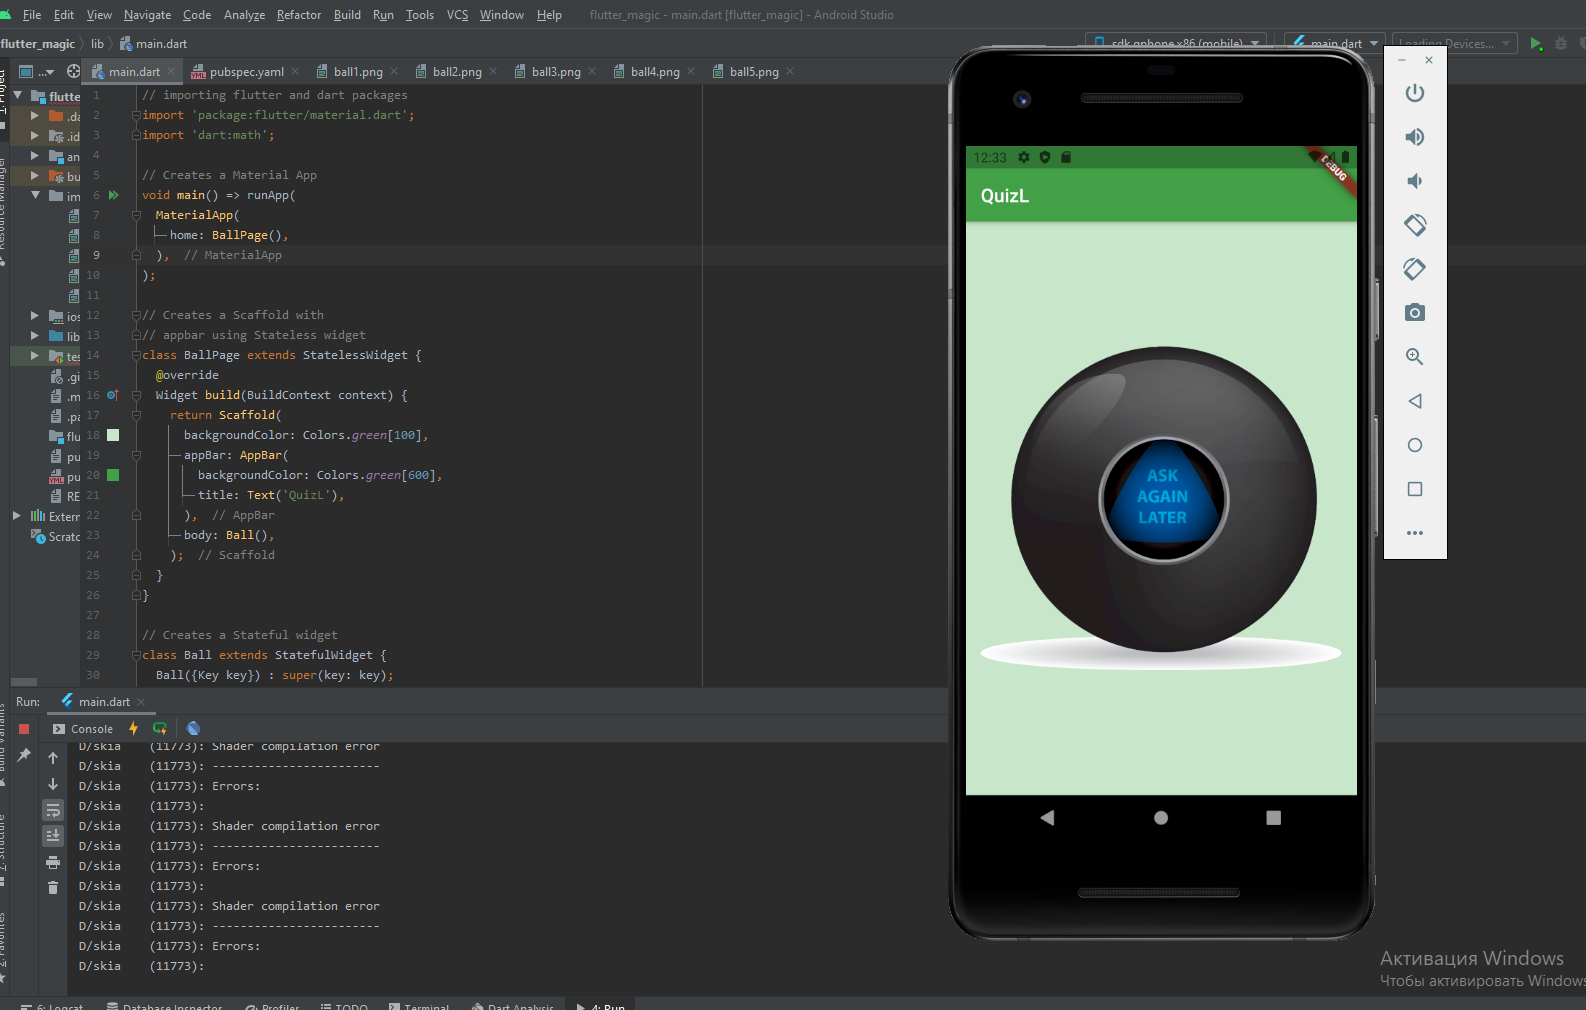 File Edit View Navigate Code Analyze Refactor Build Run Tools VCS Window Help flutter_magic - main.dart [flutter_magic] - Android Studio
flutter_magic lib main.dart
sdk gphone x86 (mobile) main.dart Loading Devices...
main.dart pubspec.yaml ball1.png ball2.png ball3.png ball4.png ball5.png
1: Project
Resource Manager
Build Variants
Z: Structure
2: Favorites
flutte
.da
.id
an
bu
im
ios
lib
tes
.gi
.m
.pa
flu
pu
pu
RE
Extern
Scratc
1 // importing flutter and dart packages
2 import 'package:flutter/material.dart';
3 import 'dart:math';
4
5 // Creates a Material App
6 void main() => runApp(
7 MaterialApp(
8 home: BallPage(),
9 ), // MaterialApp
10 );
11
12 // Creates a Scaffold with
13 // appbar using Stateless widget
14 class BallPage extends StatelessWidget {
15 @override
16 Widget build(BuildContext context) {
17 return Scaffold(
18 backgroundColor: Colors.green[100],
19 appBar: AppBar(
20 backgroundColor: Colors.green[600],
21 title: Text('QuizL'),
22 ), // AppBar
23 body: Ball(),
24 ); // Scaffold
25 }
26 }
27
28 // Creates a Stateful widget
29 class Ball extends StatefulWidget {
30 Ball({Key key}) : super(key: key);
12:33
DEBUG
QuizL
ASK
AGAIN
LATER
Run: main.dart
Console
D/skia (11773): Shader compilation error
D/skia (11773): ------------------------
D/skia (11773): Errors:
D/skia (11773):
D/skia (11773): Shader compilation error
D/skia (11773): ------------------------
D/skia (11773): Errors:
D/skia (11773):
D/skia (11773): Shader compilation error
D/skia (11773): ------------------------
D/skia (11773): Errors:
D/skia (11773):
Активация Windows
Чтобы активировать Windows
6: Logcat Database Inspector Profiler TODO Terminal Dart Analysis 4: Run